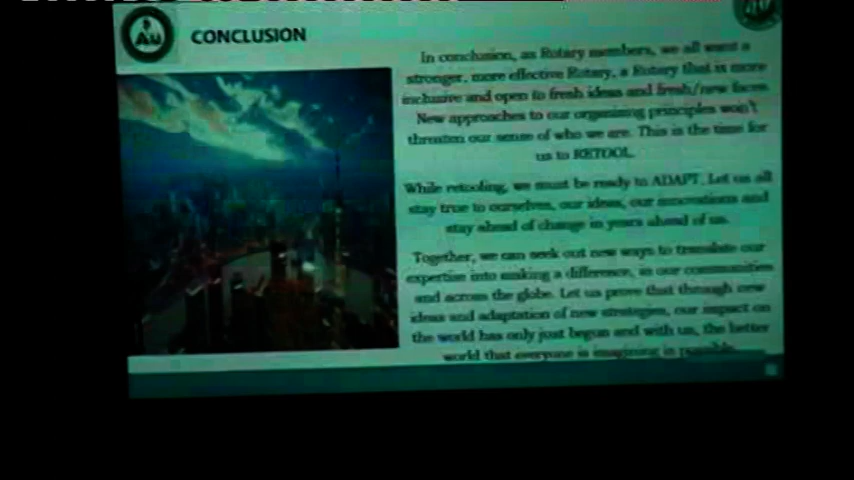 Au
CONCLUSION
In conclusion, as Rotary members, we all want a
stronger, more effective Rotary, a Rotary that is more
inclusive and open to fresh ideas and fresh/new faces.
New approaches to our organizing principles won't
threaten our sense of who we are. This is the time for
us to RETOOL.
While retooling, we must be ready to ADAPT. Let us all
stay true to ourselves, our ideas, our innovations and
stay ahead of change in years ahead of us.
Together, we can seek out new ways to translate our
expertise into making a difference, in our communities
and across the globe. Let us prove that through new
ideas and adaptation of new strategies, our impact on
the world has only just begun and with us, the better
world that everyone is imagining is possible.